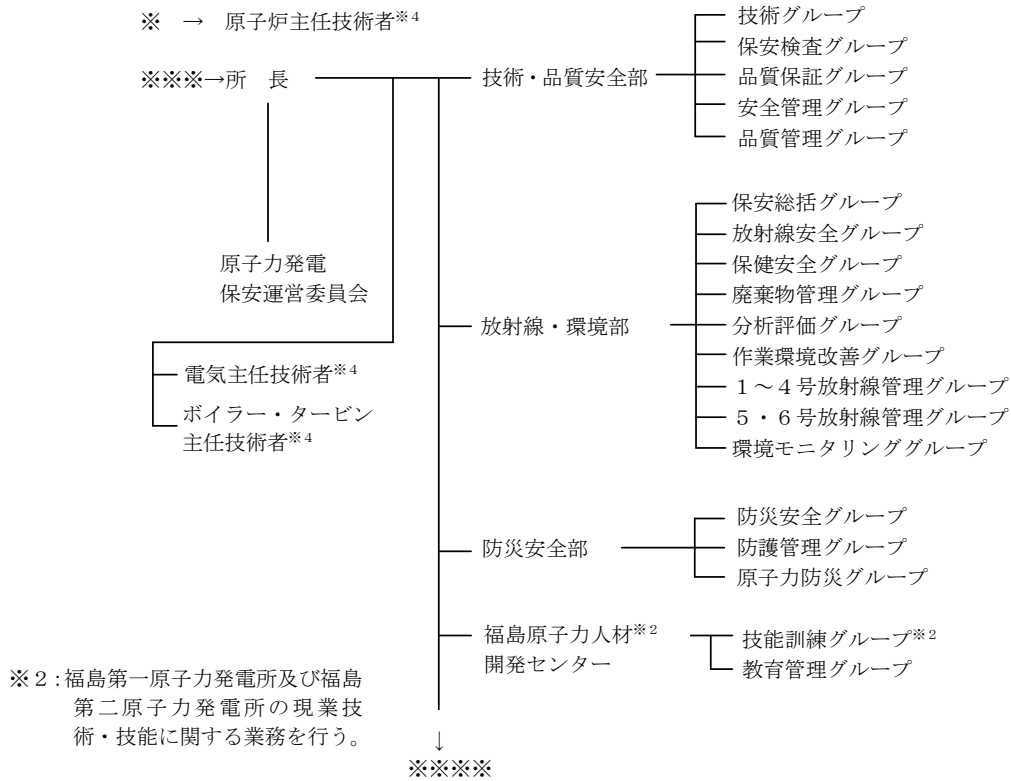 ※ → 原子炉主任技術者※4
※※※→所 長
原子力発電
保安運営委員会
電気主任技術者※4
ボイラー・タービン
主任技術者※4
技術・品質安全部
技術グループ
保安検査グループ
品質保証グループ
安全管理グループ
品質管理グループ
放射線・環境部
保安総括グループ
放射線安全グループ
保健安全グループ
廃棄物管理グループ
分析評価グループ
作業環境改善グループ
1~4号放射線管理グループ
5・6号放射線管理グループ
環境モニタリンググループ
防災安全部
防災安全グループ
防護管理グループ
原子力防災グループ
福島原子力人材※2
開発センター
技能訓練グループ※2
教育管理グループ
※2:福島第一原子力発電所及び福島
第二原子力発電所の現業技
術・技能に関する業務を行う。
↓
※※※※